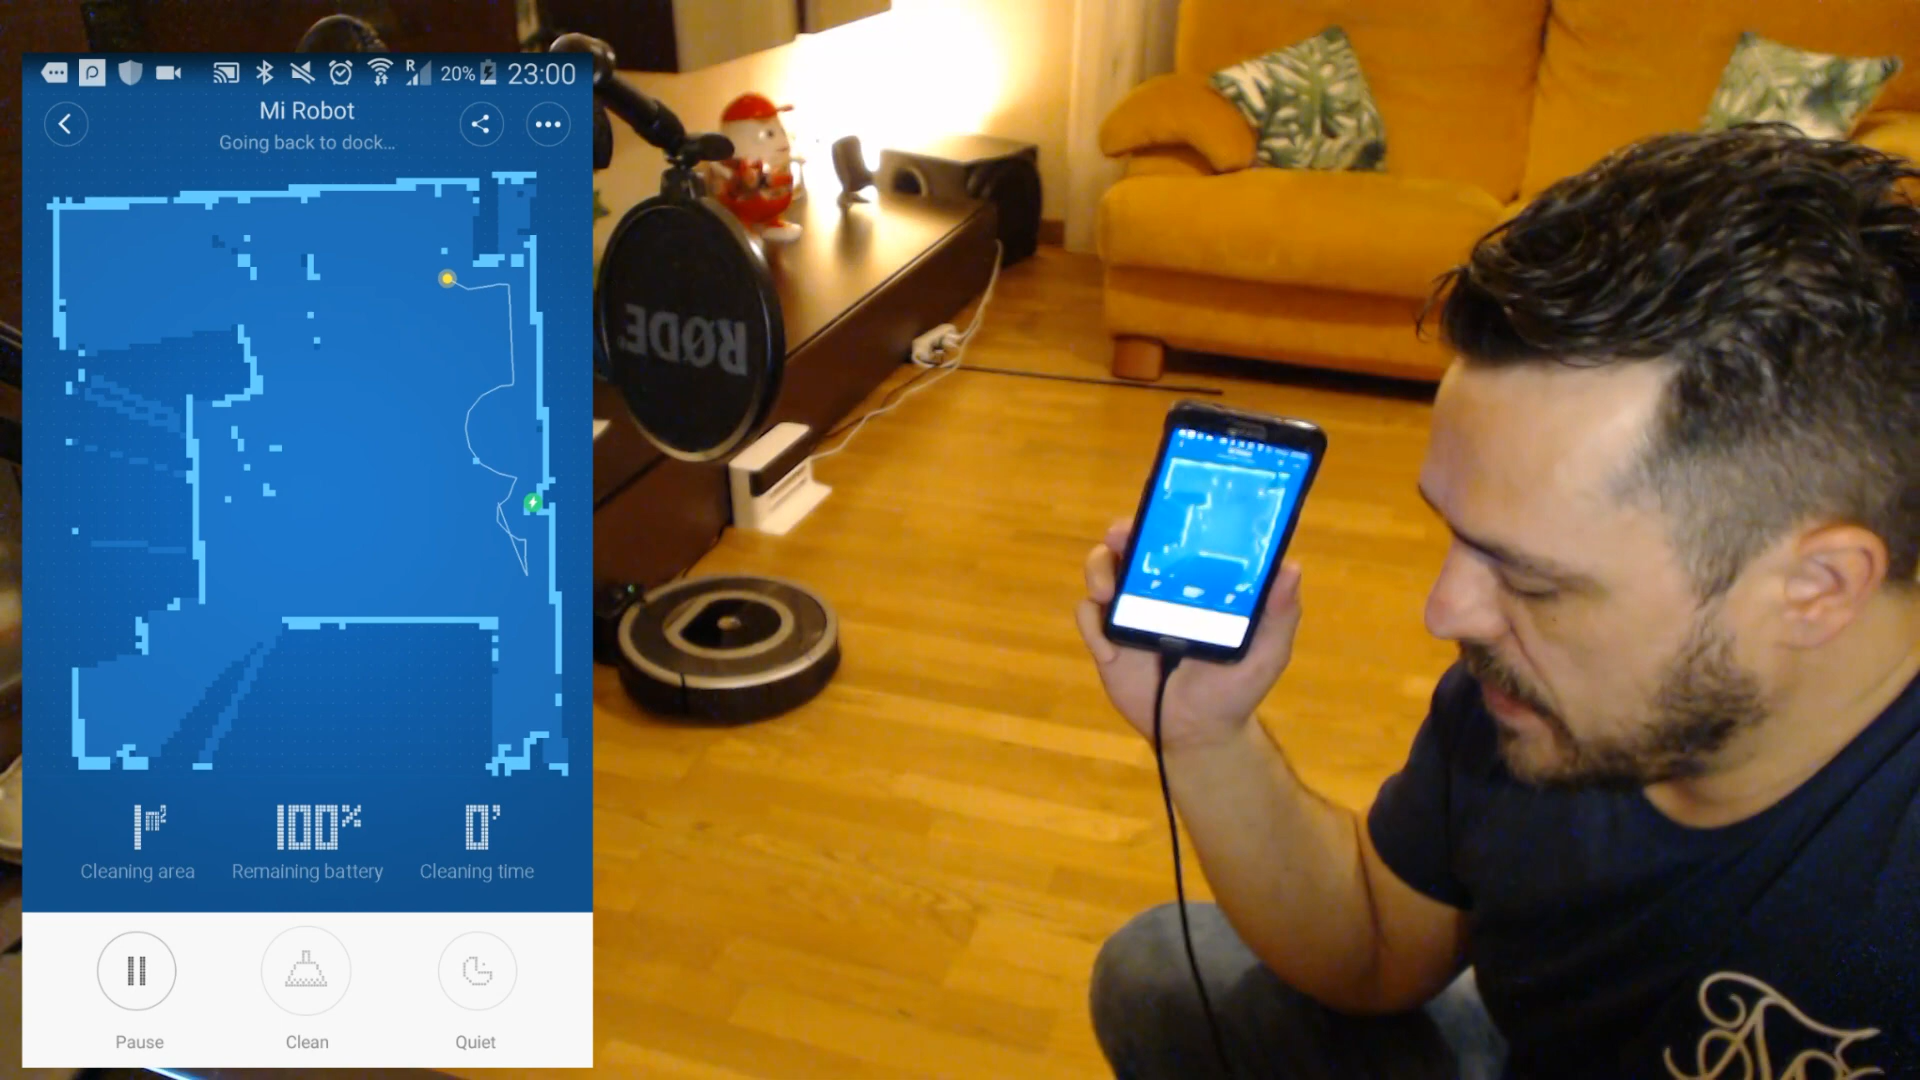 20% 23:00
Mi Robot
Going back to dock...
1m² 100% 0'
Cleaning area Remaining battery Cleaning time
Pause Clean Quiet
RØDE